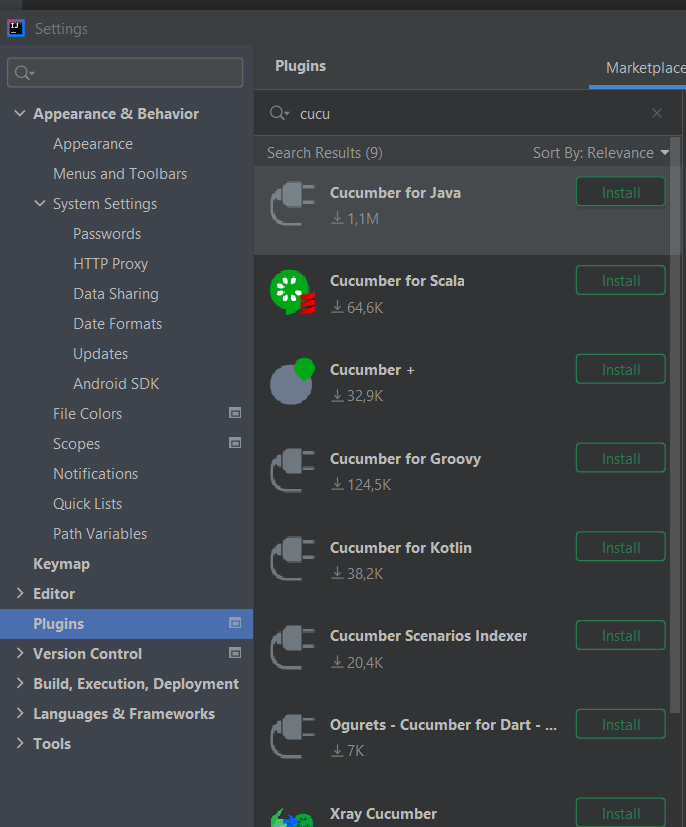 IJ
Settings
Appearance & Behavior
Appearance
Menus and Toolbars
System Settings
Passwords
HTTP Proxy
Data Sharing
Date Formats
Updates
Android SDK
File Colors
Scopes
Notifications
Quick Lists
Path Variables
Keymap
Editor
Plugins
Version Control
Build, Execution, Deployment
Languages & Frameworks
Tools
Plugins
Marketplace
cucu
Search Results (9)
Sort By: Relevance
Cucumber for Java
Install
1,1M
Cucumber for Scala
Install
64,6K
Cucumber +
Install
32,9K
Cucumber for Groovy
Install
124,5K
Cucumber for Kotlin
Install
38,2K
Cucumber Scenarios Indexer
Install
20,4K
Ogurets - Cucumber for Dart - ...
Install
7K
Xray Cucumber
Install